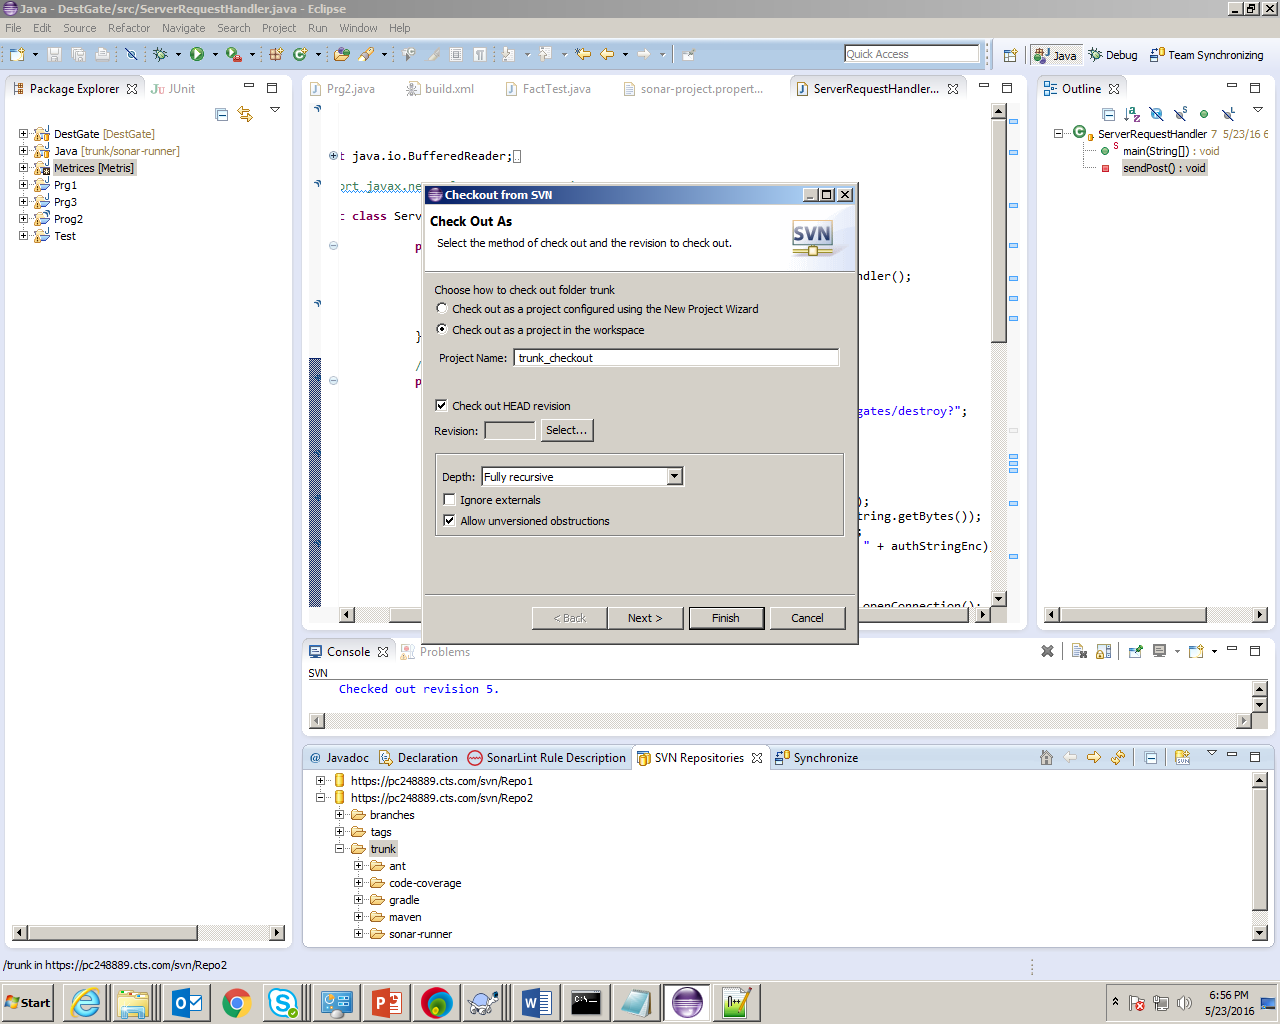 Java - DestGate/src/ServerRequestHandler.java - Eclipse
File Edit Source Refactor Navigate Search Project Run Window Help
Quick Access
Java
Debug
Team Synchronizing
Package Explorer
JUnit
DestGate [DestGate]
Java [trunk/sonar-runner]
Metrices [Metris]
Prg1
Prg3
Prog2
Test
Prg2.java
build.xml
FactTest.java
sonar-project.propert...
ServerRequestHandler...
t java.io.BufferedReader;
t class Serv
ndler();
}
gates/destroy?";
);
tring.getBytes());
;
" + authStringEnc)
openConnection();
Checkout from SVN
Check Out As
Select the method of check out and the revision to check out.
SVN
Choose how to check out folder trunk
Check out as a project configured using the New Project Wizard
Check out as a project in the workspace
Project Name: trunk_checkout
Check out HEAD revision
Revision:
Select...
Depth: Fully recursive
Ignore externals
Allow unversioned obstructions
< Back
Next >
Finish
Cancel
Outline
ServerRequestHandler 7 5/23/16 6
main(String[]) : void
sendPost() : void
Console
Problems
SVN
Checked out revision 5.
Javadoc
Declaration
SonarLint Rule Description
SVN Repositories
Synchronize
https://pc248889.cts.com/svn/Repo1
https://pc248889.cts.com/svn/Repo2
branches
tags
trunk
ant
code-coverage
gradle
maven
sonar-runner
/trunk in https://pc248889.cts.com/svn/Repo2
Start
6:56 PM
5/23/2016